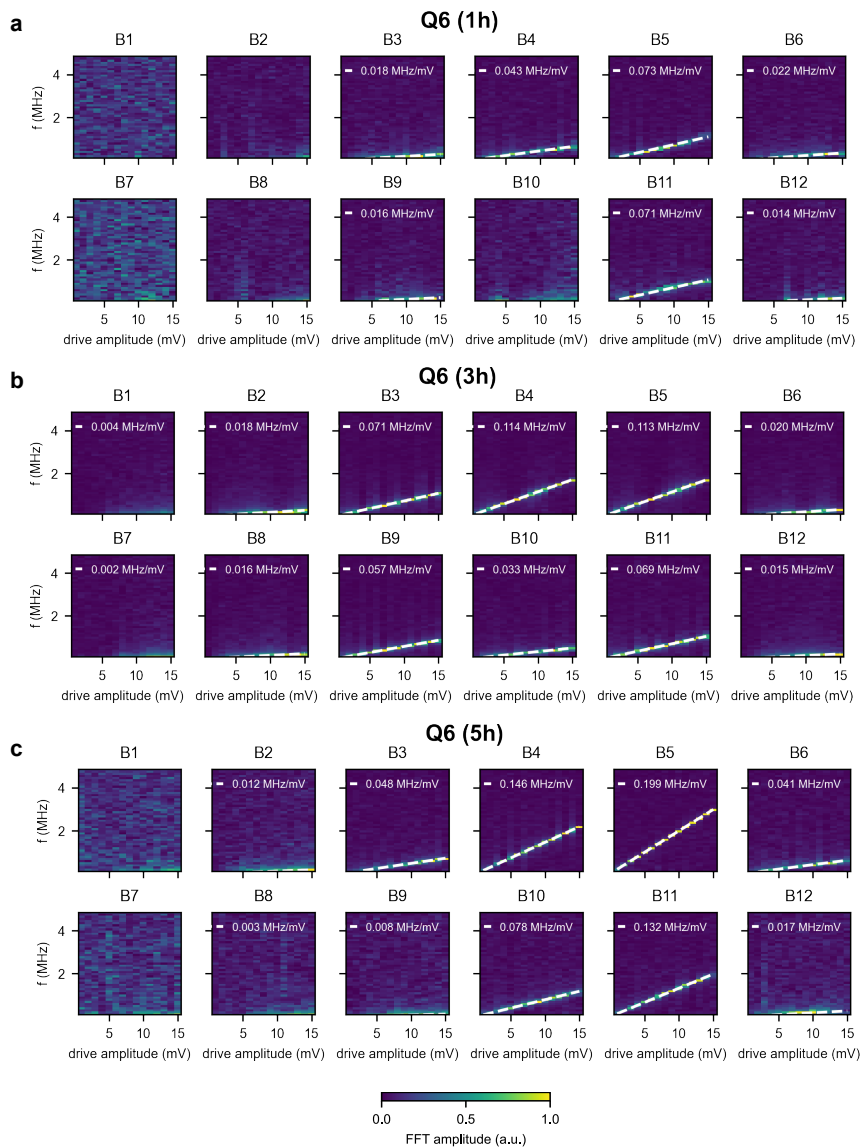 a
Q6 (1h)
B1 B2 B3 B4 B5 B6
4
2
f (MHz)
0.018 MHz/mV 0.043 MHz/mV 0.073 MHz/mV 0.022 MHz/mV
B7 B8 B9 B10 B11 B12
4
2
f (MHz)
0.016 MHz/mV 0.071 MHz/mV 0.014 MHz/mV
5 10 15 5 10 15 5 10 15 5 10 15 5 10 15 5 10 15
drive amplitude (mV) drive amplitude (mV) drive amplitude (mV) drive amplitude (mV) drive amplitude (mV) drive amplitude (mV)
b
Q6 (3h)
B1 B2 B3 B4 B5 B6
4
2
f (MHz)
0.004 MHz/mV 0.018 MHz/mV 0.071 MHz/mV 0.114 MHz/mV 0.113 MHz/mV 0.020 MHz/mV
B7 B8 B9 B10 B11 B12
4
2
f (MHz)
0.002 MHz/mV 0.016 MHz/mV 0.057 MHz/mV 0.033 MHz/mV 0.069 MHz/mV 0.015 MHz/mV
5 10 15 5 10 15 5 10 15 5 10 15 5 10 15 5 10 15
drive amplitude (mV) drive amplitude (mV) drive amplitude (mV) drive amplitude (mV) drive amplitude (mV) drive amplitude (mV)
c
Q6 (5h)
B1 B2 B3 B4 B5 B6
4
2
f (MHz)
0.012 MHz/mV 0.048 MHz/mV 0.146 MHz/mV 0.199 MHz/mV 0.041 MHz/mV
B7 B8 B9 B10 B11 B12
4
2
f (MHz)
0.003 MHz/mV 0.008 MHz/mV 0.078 MHz/mV 0.132 MHz/mV 0.017 MHz/mV
5 10 15 5 10 15 5 10 15 5 10 15 5 10 15 5 10 15
drive amplitude (mV) drive amplitude (mV) drive amplitude (mV) drive amplitude (mV) drive amplitude (mV) drive amplitude (mV)
0.0 0.5 1.0
FFT amplitude (a.u.)